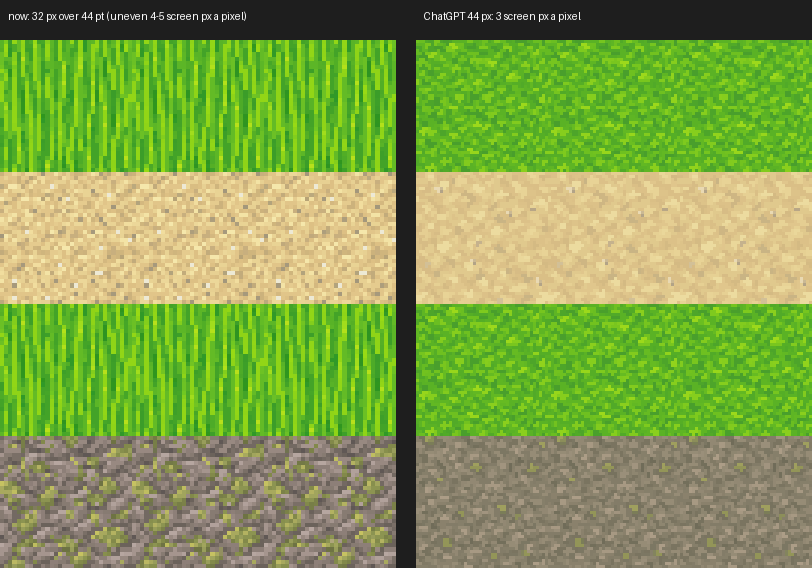 now: 32 px over 44 pt (uneven 4-5 screen px a pixel)
ChatGPT 44 px: 3 screen px a pixel